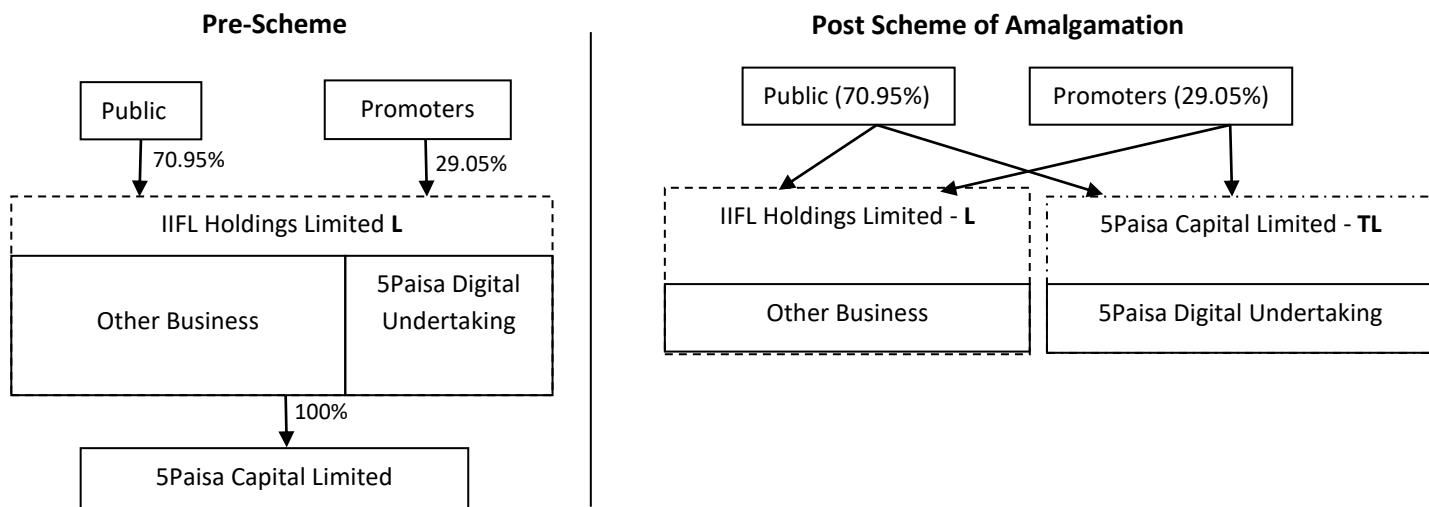 Pre-Scheme
Public
Promoters
70.95%
29.05%
IIFL Holdings Limited L
Other Business
5Paisa Digital
Undertaking
100%
5Paisa Capital Limited
Post Scheme of Amalgamation
Public (70.95%)
Promoters (29.05%)
IIFL Holdings Limited - L
5Paisa Capital Limited - TL
Other Business
5Paisa Digital Undertaking